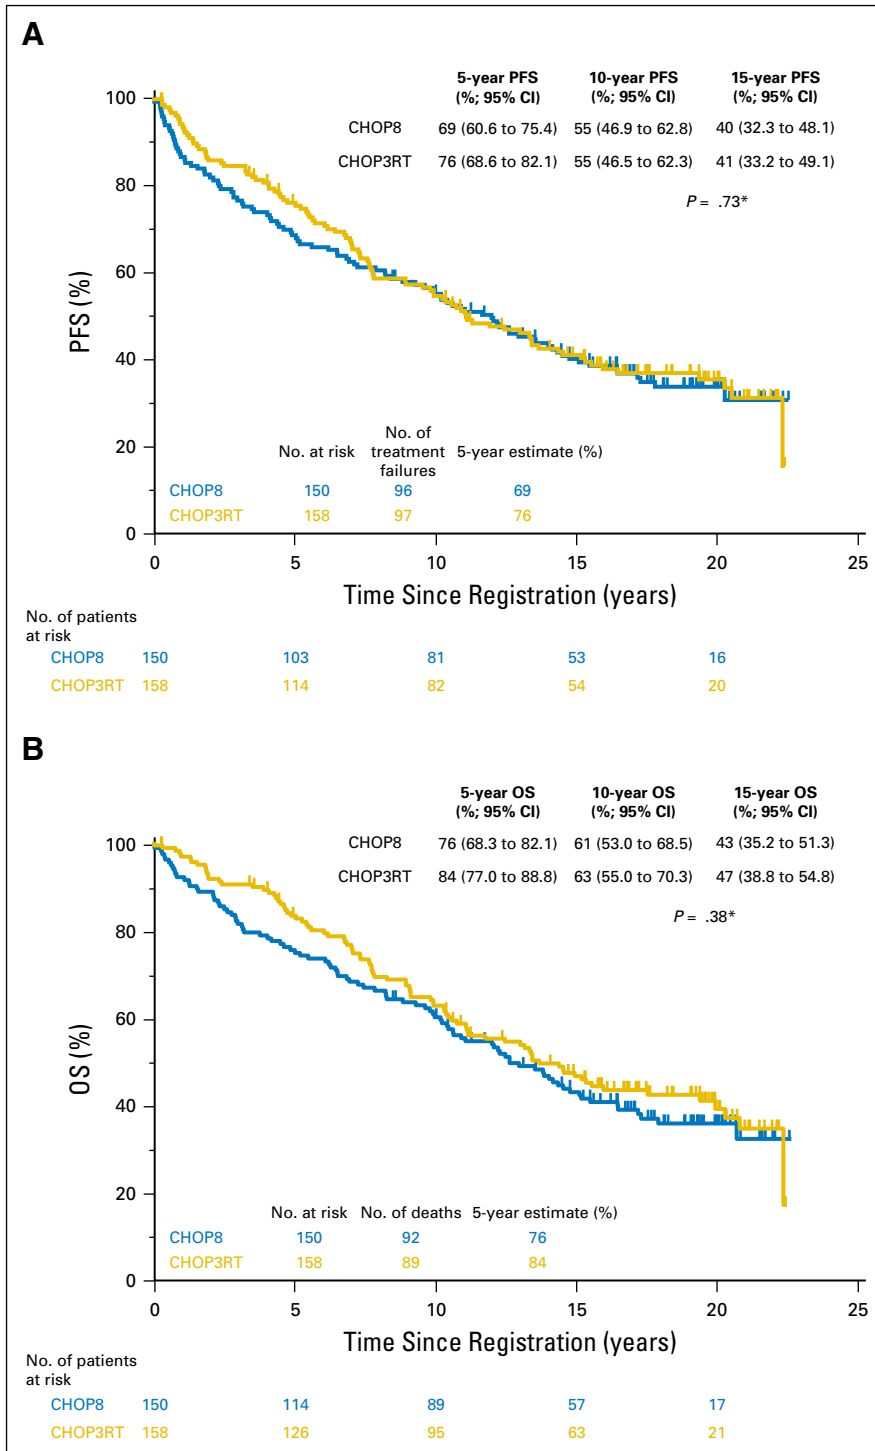 A
5-year PFS 10-year PFS 15-year PFS
(%; 95% CI) (%; 95% CI) (%; 95% CI)
CHOP8 69 (60.6 to 75.4) 55 (46.9 to 62.8) 40 (32.3 to 48.1)
CHOP3RT 76 (68.6 to 82.1) 55 (46.5 to 62.3) 41 (33.2 to 49.1)
P = .73*
100
80
60
40
20
0
PFS (%)
No. at risk No. of treatment failures 5-year estimate (%)
CHOP8 150 96 69
CHOP3RT 158 97 76
0 5 10 15 20 25
Time Since Registration (years)
No. of patients
at risk
CHOP8 150 103 81 53 16
CHOP3RT 158 114 82 54 20
B
5-year OS 10-year OS 15-year OS
(%; 95% CI) (%; 95% CI) (%; 95% CI)
CHOP8 76 (68.3 to 82.1) 61 (53.0 to 68.5) 43 (35.2 to 51.3)
CHOP3RT 84 (77.0 to 88.8) 63 (55.0 to 70.3) 47 (38.8 to 54.8)
P = .38*
100
80
60
40
20
0
OS (%)
No. at risk No. of deaths 5-year estimate (%)
CHOP8 150 92 76
CHOP3RT 158 89 84
0 5 10 15 20 25
Time Since Registration (years)
No. of patients
at risk
CHOP8 150 114 89 57 17
CHOP3RT 158 126 95 63 21